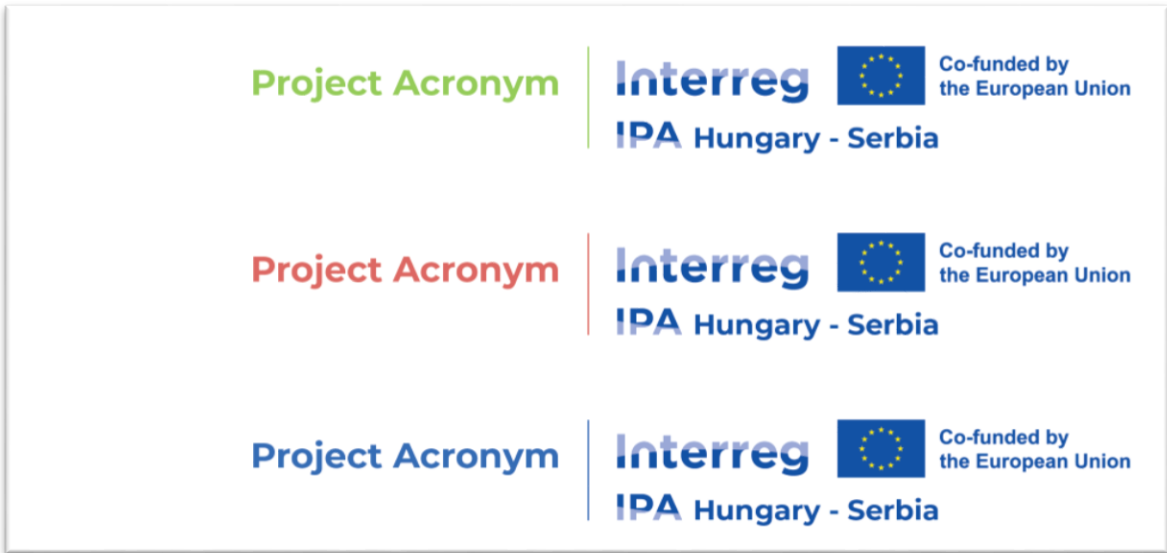 Project Acronym
Interreg
Co-funded by
the European Union
IPA Hungary - Serbia
Project Acronym
Interreg
Co-funded by
the European Union
IPA Hungary - Serbia
Project Acronym
Interreg
Co-funded by
the European Union
IPA Hungary - Serbia